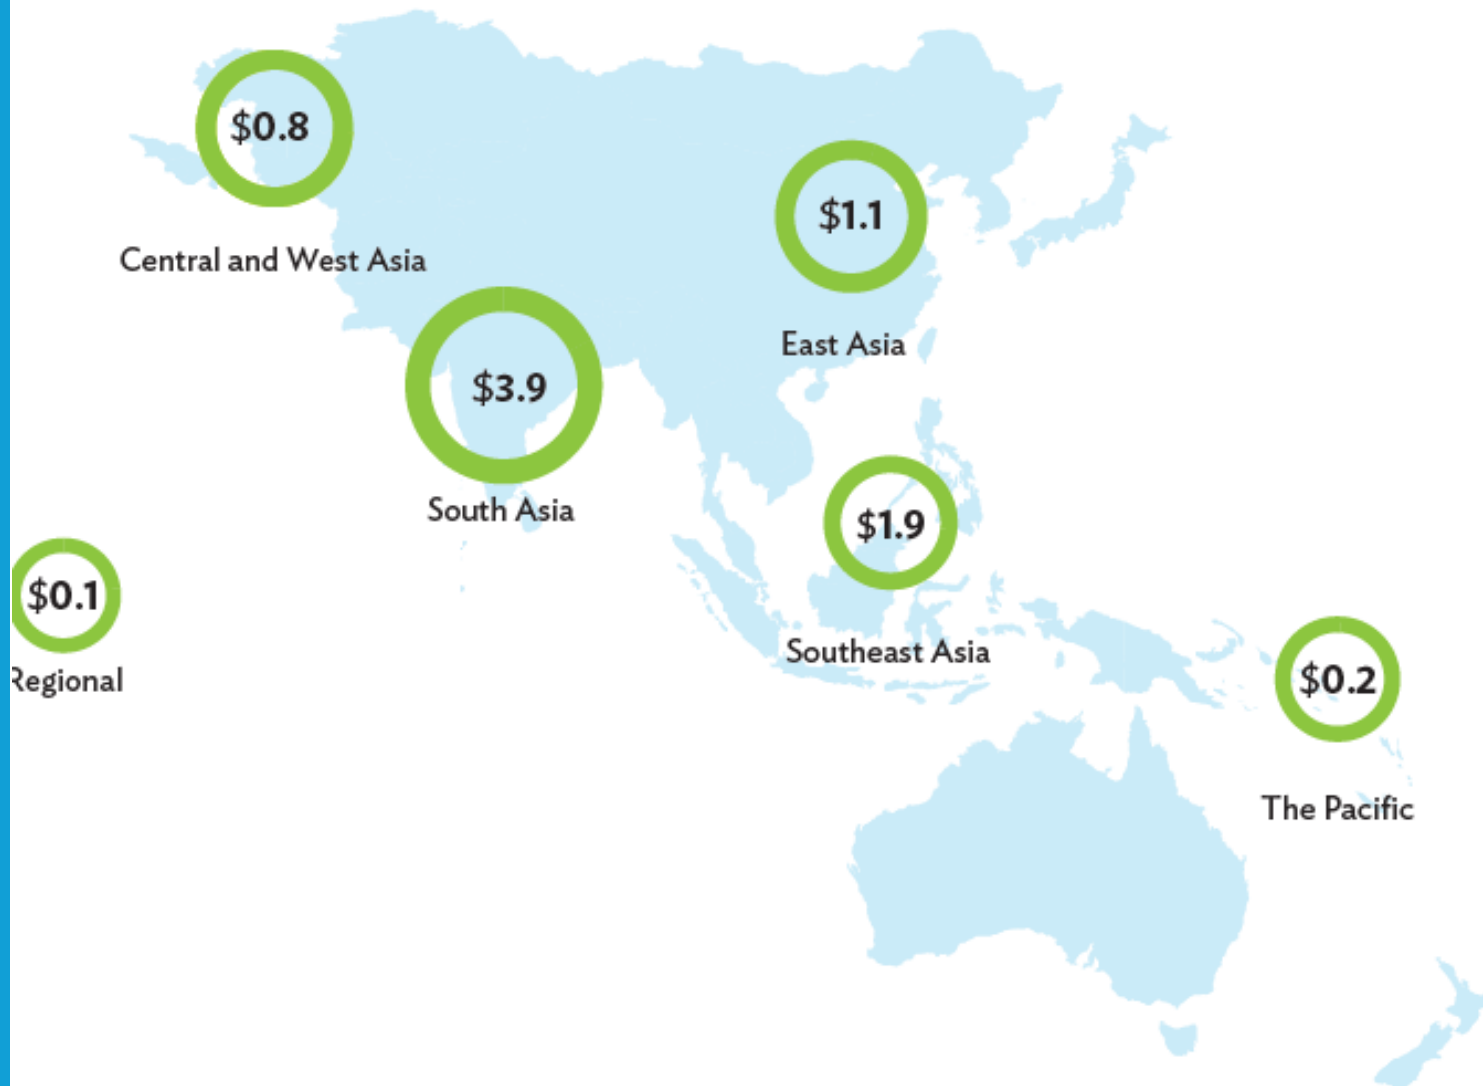 $0.8
Central and West Asia
$1.1
East Asia
$3.9
South Asia
$1.9
Southeast Asia
$0.1
Regional
$0.2
The Pacific